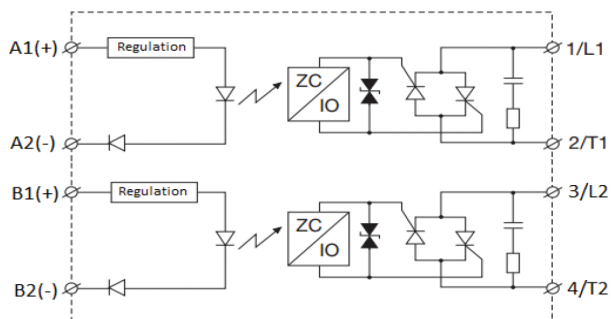 A1(+)
Regulation
ZC
IO
1/L1
A2(-)
2/T1
B1(+)
Regulation
ZC
IO
3/L2
B2(-)
4/T2